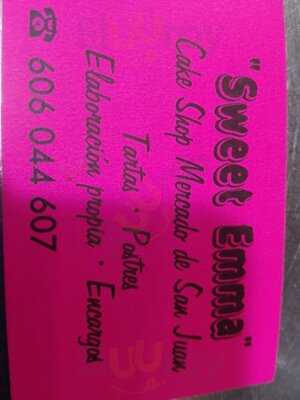 "Sweet Emma"
Cake Shop Mercado de San Juan
Tartas · Postres
Elaboración propia · Encargos
☎ 606 044 607